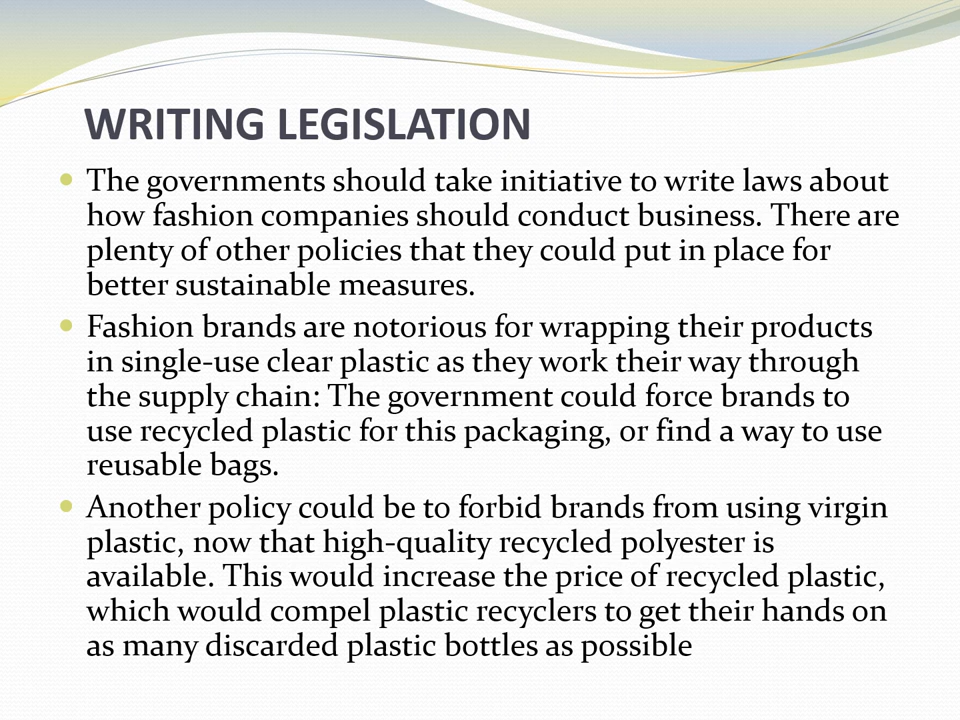 WRITING LEGISLATION
• The governments should take initiative to write laws about
how fashion companies should conduct business. There are
plenty of other policies that they could put in place for
better sustainable measures.
• Fashion brands are notorious for wrapping their products
in single-use clear plastic as they work their way through
the supply chain: The government could force brands to
use recycled plastic for this packaging, or find a way to use
reusable bags.
• Another policy could be to forbid brands from using virgin
plastic, now that high-quality recycled polyester is
available. This would increase the price of recycled plastic,
which would compel plastic recyclers to get their hands on
as many discarded plastic bottles as possible